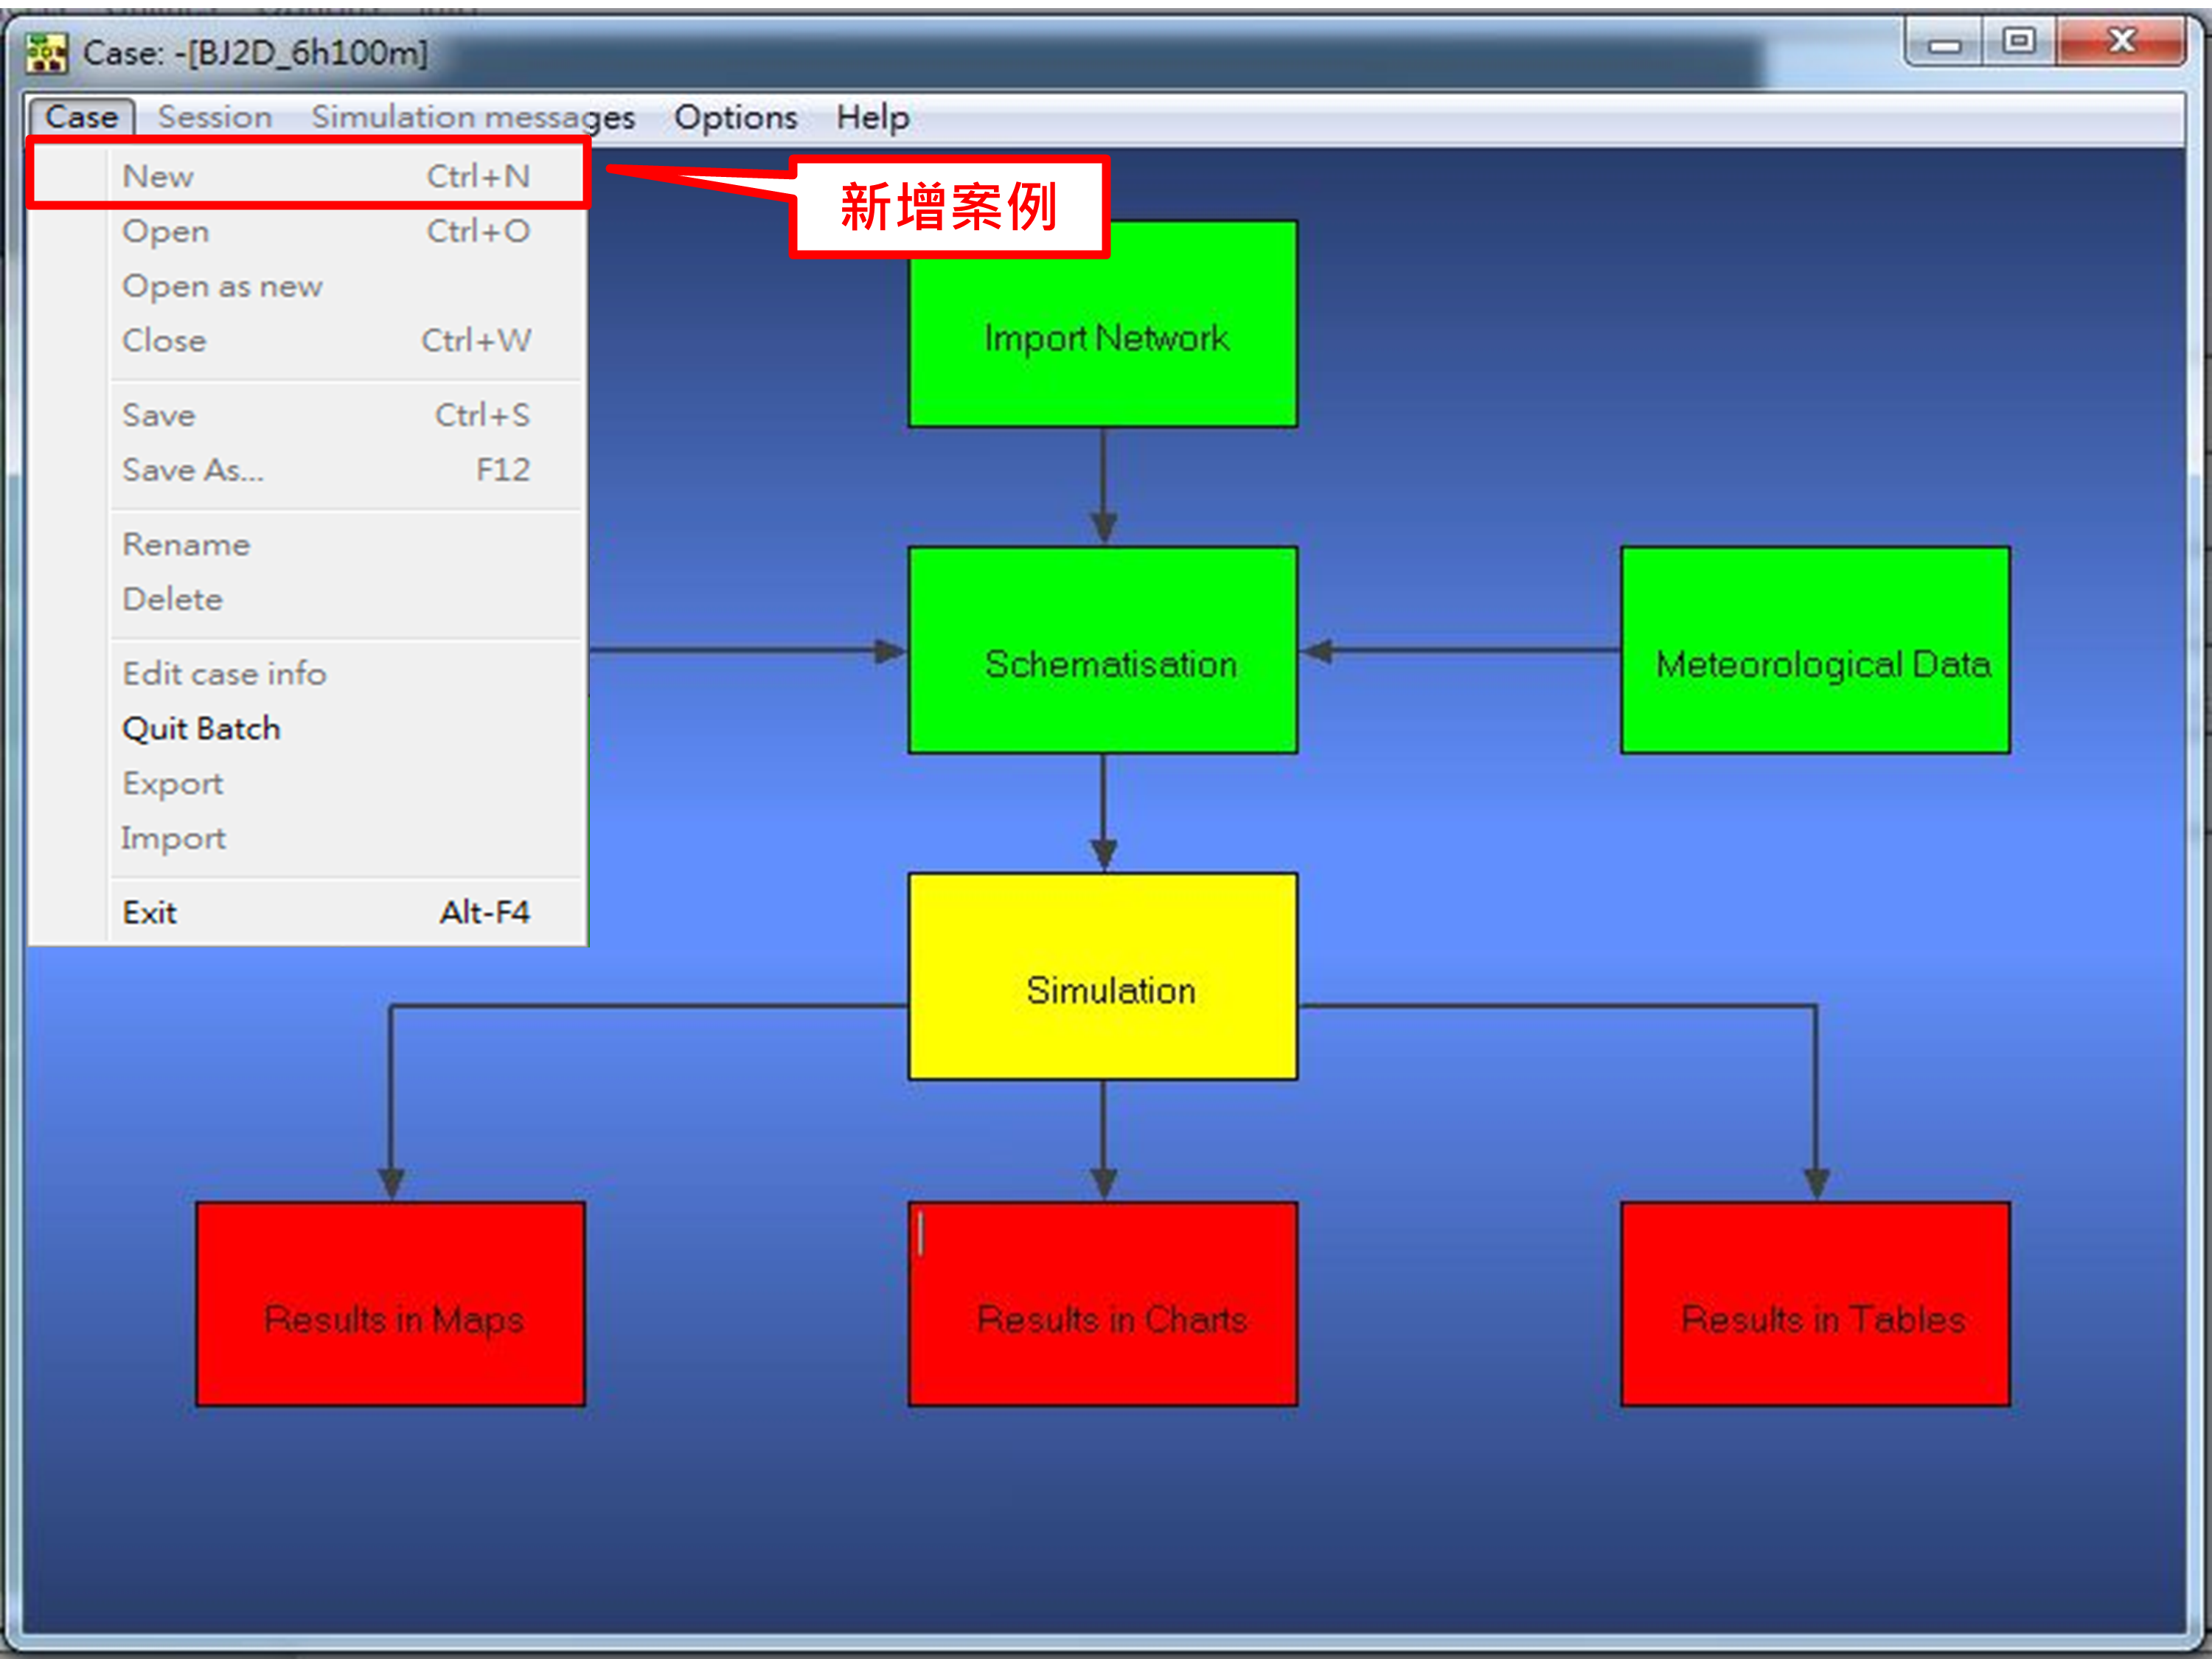 Case: -[BJ2D_6h100m]
Case Session Simulation messages Options Help
New Ctrl+N
新增案例
Open Ctrl+O
Open as new
Close Ctrl+W
Save Ctrl+S
Save As... F12
Rename
Delete
Edit case info
Quit Batch
Export
Import
Exit Alt-F4
Import Network
Schematisation
Meteorological Data
Simulation
Results in Maps
Results in Charts
Results in Tables